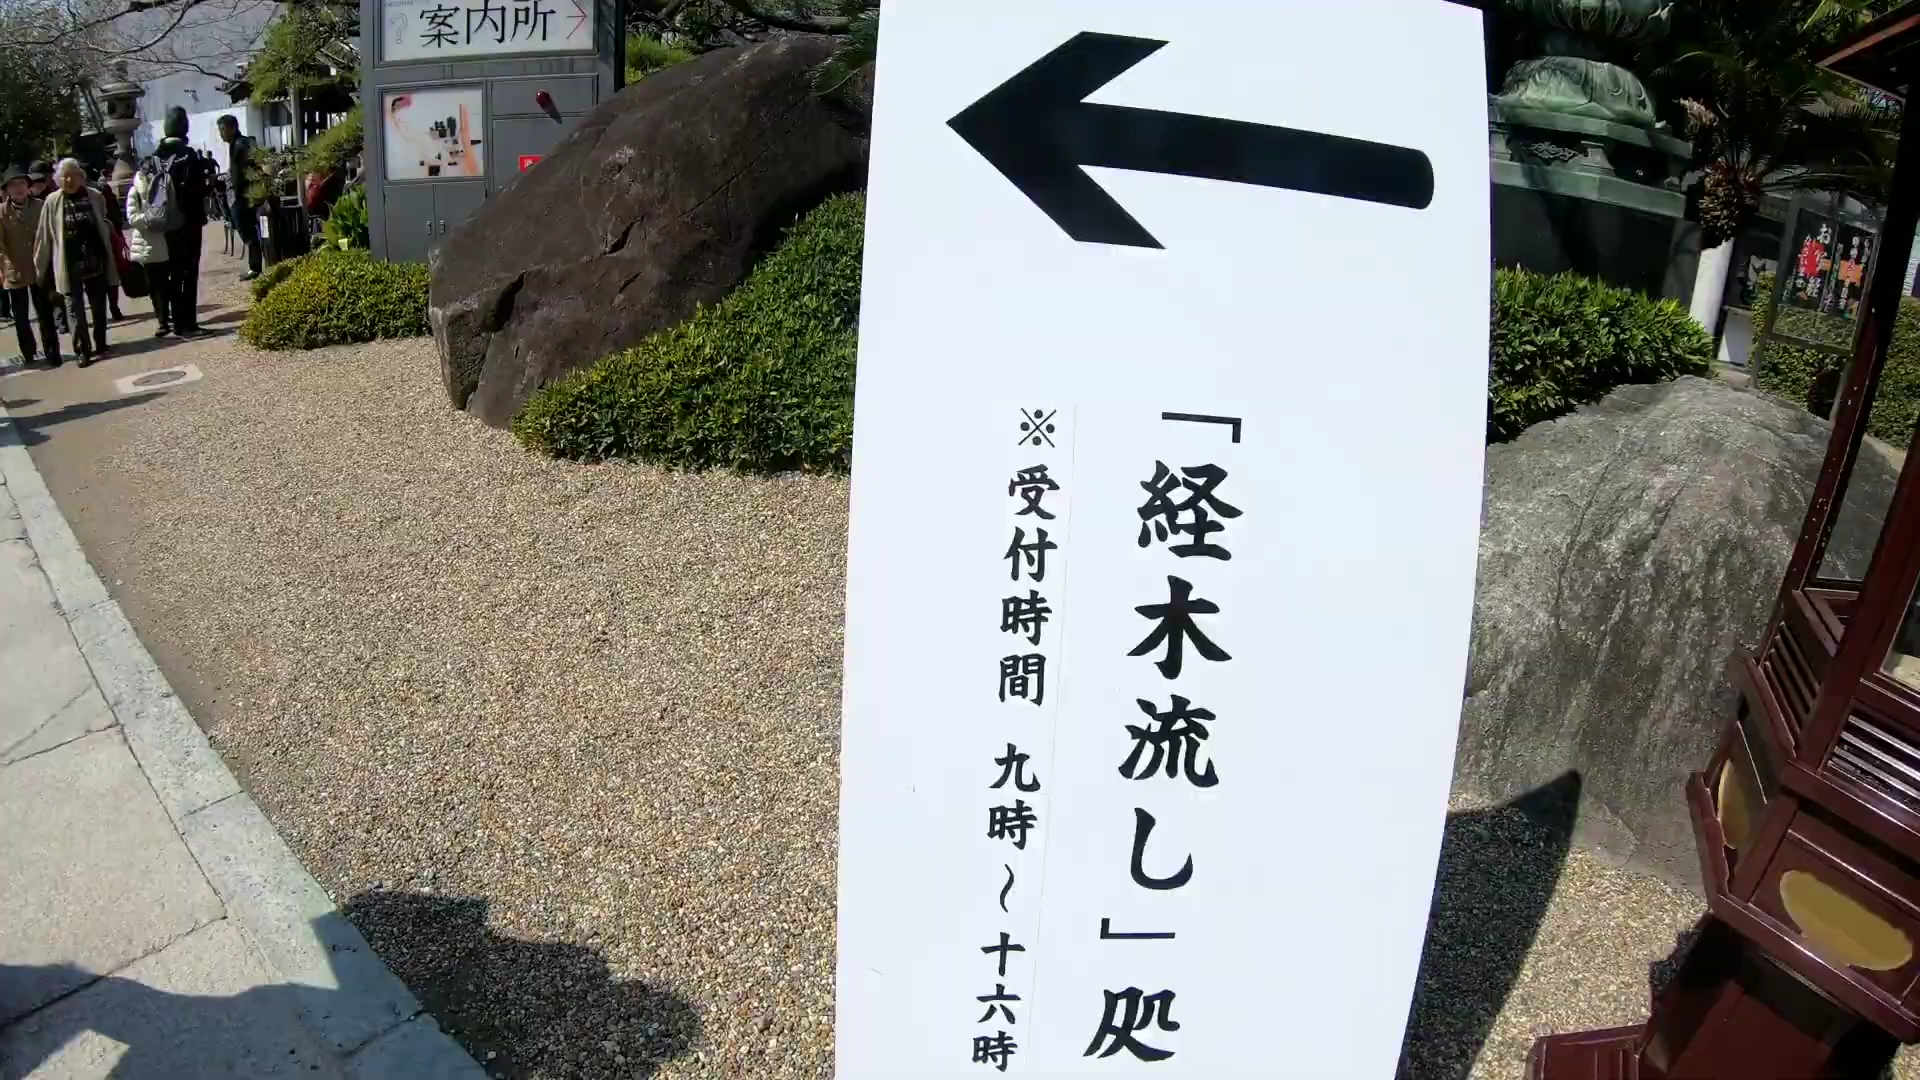 案内所
「経木流し」処
※受付時間 九時～十六時